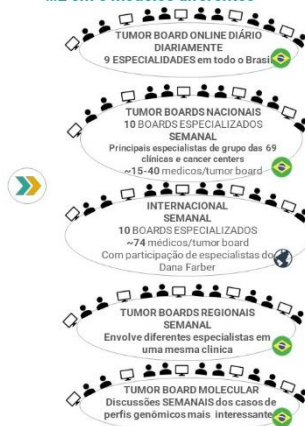 TUMOR BOARD ONLINE DIÁRIO
DIARIAMENTE
9 ESPECIALIDADES em todo o Brasil
TUMOR BOARDS NACIONAIS
10 BOARDS ESPECIALIZADOS
SEMANAL
Principais especialistas de grupo das 69
clínicas e cancer centers
~15-40 medicos/tumor board
INTERNACIONAL
SEMANAL
10 BOARDS ESPECIALIZADOS
~74 médicos/tumor board
Com participação de especialistas do
Dana Farber
TUMOR BOARDS REGIONAIS
SEMANAL
Envolve diferentes especialistas em
uma mesma clínica
TUMOR BOARD MOLECULAR
Discussões SEMANAIS dos casos de
perfis genômicos mais interessante